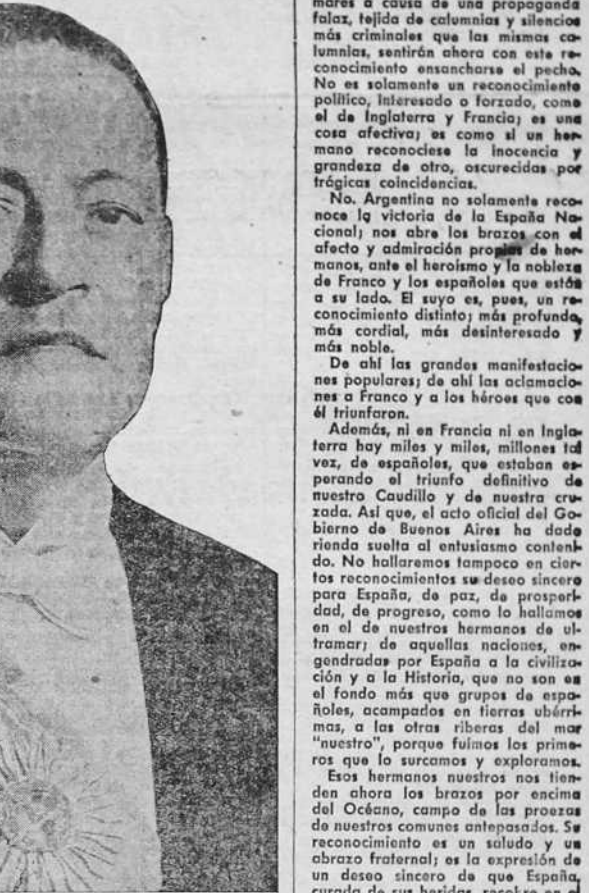 mares a causa de una propaganda
falaz, tejida de calumnias y silencios
más criminales que las mismas ca-
lumnias, sentirán ahora con este re-
conocimiento ensancharse el pecho.
No es solamente un reconocimiento
político, interesado o forzado, como
el de Inglaterra y Francia; es una
cosa afectiva; es como si un her-
mano reconociese la inocencia y
grandeza de otro, oscurecidas por
trágicas coincidencias.
No. Argentina no solamente reco-
noce la victoria de la España Na-
cional; nos abre los brazos con el
afecto y admiración propias de her-
manos, ante el heroísmo y la nobleza
de Franco y los españoles que están
a su lado. El suyo es, pues, un re-
conocimiento distinto; más profundo,
más cordial, más desinteresado y
más noble.
De ahí las grandes manifestacio-
nes populares; de ahí las aclamacio-
nes a Franco y a los héroes que con
él triunfaron.
Además, ni en Francia ni en Ingla-
terra hay miles y miles, millones tal
vez, de españoles, que estaban es-
perando el triunfo definitivo de
nuestro Caudillo y de nuestra cru-
zada. Así que, el acto oficial del Go-
bierno de Buenos Aires ha dado
rienda suelta al entusiasmo conteni-
do. No hallaremos tampoco en cier-
tos reconocimientos su deseo sincero
para España, de paz, de prosperi-
dad, de progreso, como lo hallamos
en el de nuestros hermanos de ul-
tramar; de aquellas naciones, en-
gendradas por España a la civiliza-
ción y a la Historia, que no son en
el fondo más que grupos de espa-
ñoles, acampados en tierras ubérri-
mas, a las otras riberas del mar
"nuestro", porque fuimos los prime-
ros que lo surcamos y exploramos.
Esos hermanos nuestros nos tien-
den ahora los brazos por encima
del Océano, campo de las proezas
de nuestros comunes antepasados. Su
reconocimiento es un saludo y un
abrazo fraternal; es la expresión de
un deseo sincero de que España,
curada de sus heridas, recobre en el